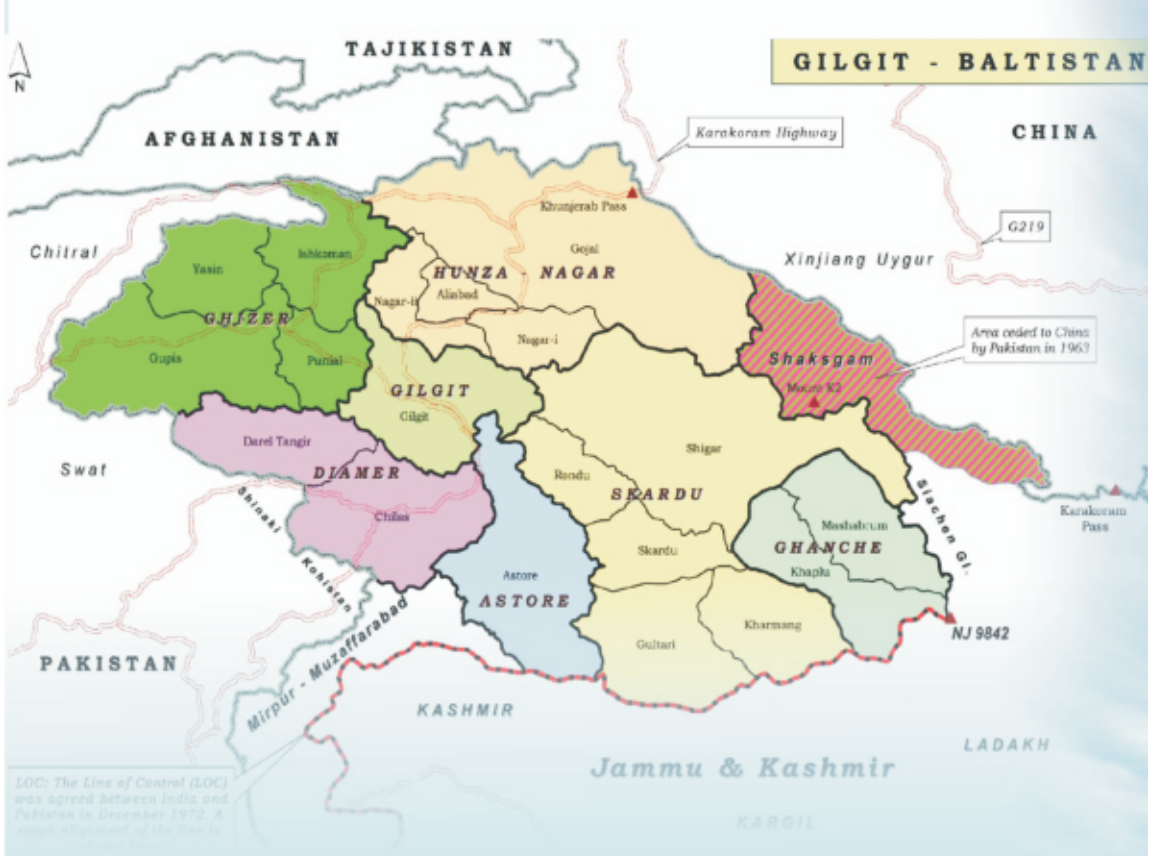 TAJIKISTAN
GILGIT - BALTISTAN
N
AFGHANISTAN
Karakoram Highway
CHINA
Khunjerab Pass
Chitral
Ishkoman
Gojal
G219
Yasin
Xinjiang Uygur
HUNZA - NAGAR
Nagar-ii
Aliabad
GHIZER
Area ceded to China
by Pakistan in 1963
Nagar-i
Gupis
Punial
Shaksgam
Mount K2
GILGIT
Gilgit
Darel Tangir
Shigar
Swat
DIAMER
Rondu
SKARDU
Siachen Gl.
Shinaki
Chilas
Karakoram
Pass
Mashabrum
Skardu
GHANCHE
Khaplu
Kohistan
Astore
ASTORE
Kharmang
NJ 9842
Gultari
PAKISTAN
Mirpur - Muzaffarabad
KASHMIR
LADAKH
Jammu & Kashmir
LOC: The Line of Control (LOC)
was agreed between India and
Pakistan in December 1972. A
KARGIL